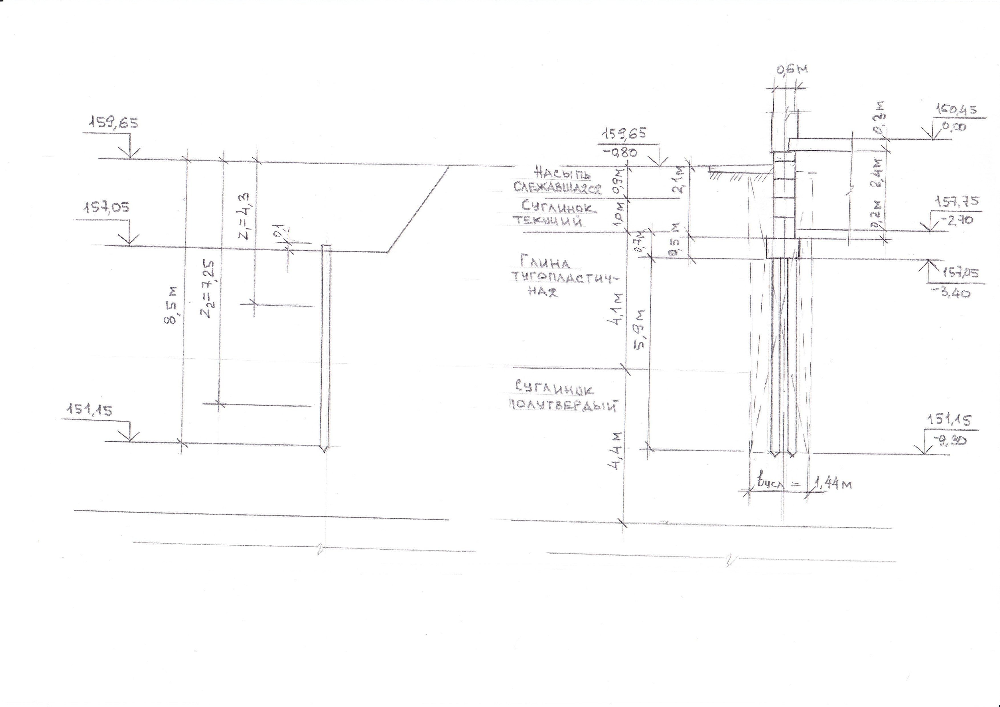 159,65
157,05
151,15
8,5 м
z₂=7,25
z₁=4,3
0,1
0,6м
159,65
-0,80
Насыпь
слежавшаяся
Суглинок
текучий
Глина
тугопластич-
ная
Суглинок
полутвердый
0,9м
1,0м
4,1м
4,4м
0,7м
5,9м
2,1м
0,5 м
0,3м
2,4м
0,2м
160,45
0,00
157,75
-2,70
157,05
-3,40
151,15
-9,30
bусл = 1,44м